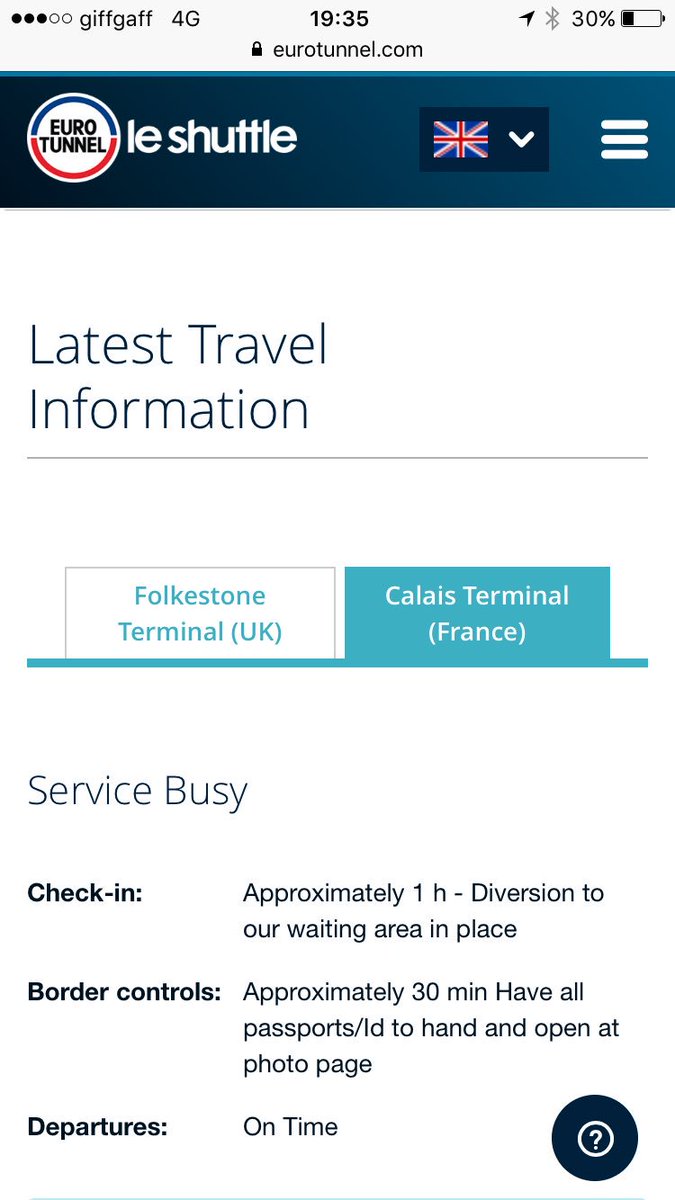 giffgaff 4G 19:35 30%
eurotunnel.com
EURO
TUNNEL
le shuttle
Latest Travel
Information
Folkestone
Terminal (UK)
Calais Terminal
(France)
Service Busy
Check-in: Approximately 1 h - Diversion to
our waiting area in place
Border controls: Approximately 30 min Have all
passports/Id to hand and open at
photo page
Departures: On Time
?